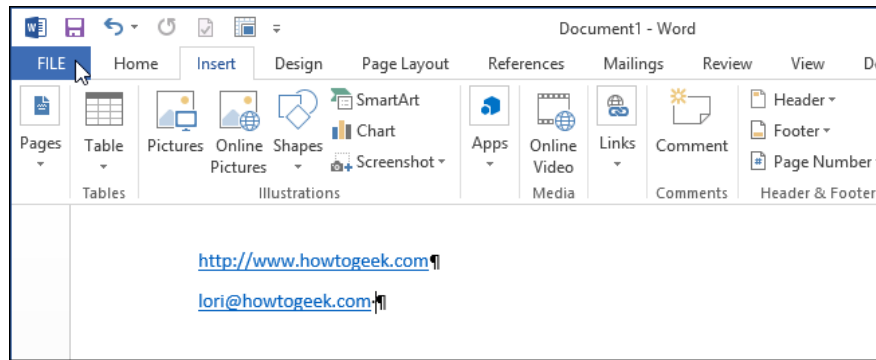 Document1 - Word
FILE Home Insert Design Page Layout References Mailings Review View
Pages
Table
Pictures
Online Pictures
Shapes
SmartArt
Chart
Screenshot
Apps
Online Video
Links
Comment
Header
Footer
Page Number
Tables Illustrations Media Comments Header & Footer
http://www.howtogeek.com¶
lori@howtogeek.com·¶